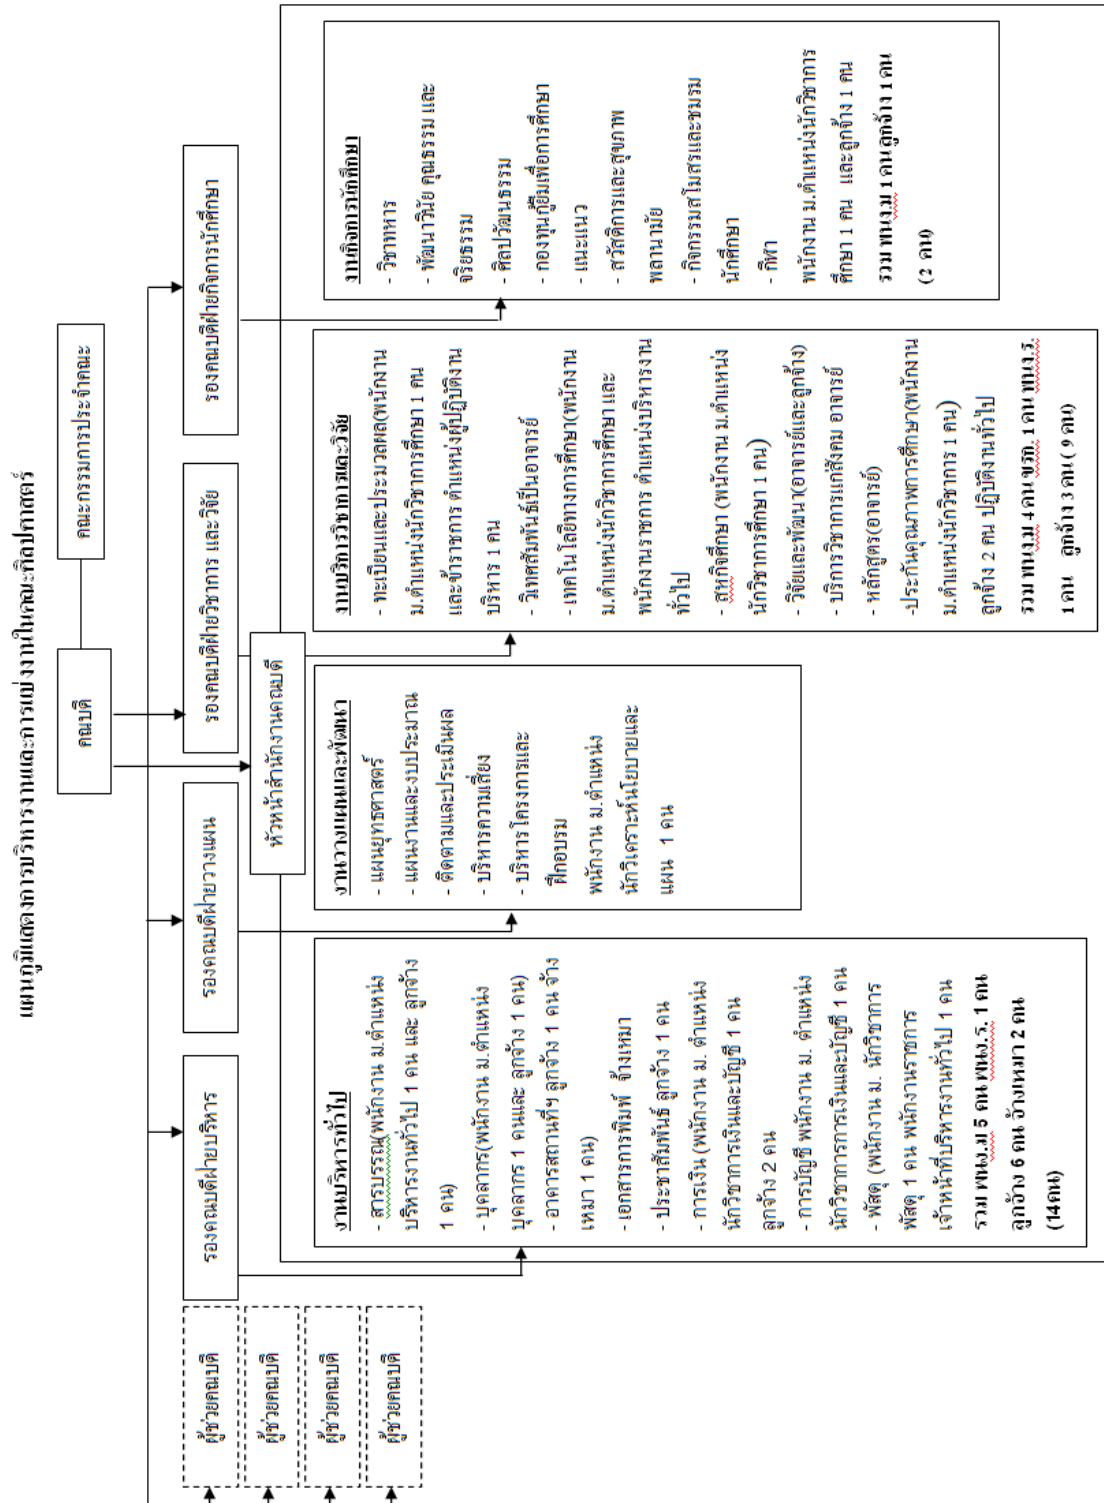 แผนภูมิแสดงการบริหารงานและการแบ่งงานในคณะศิลปศาสตร์
คณบดี
คณะกรรมการประจำคณะ
ผู้ช่วยคณบดี
ผู้ช่วยคณบดี
ผู้ช่วยคณบดี
ผู้ช่วยคณบดี
รองคณบดีฝ่ายบริหาร
รองคณบดีฝ่ายวางแผน
รองคณบดีฝ่ายวิชาการ และวิจัย
รองคณบดีฝ่ายกิจการนักศึกษา
หัวหน้าสำนักงานคณบดี
งานบริหารทั่วไป
- สารบรรณ(พนักงาน ม.ตำแหน่ง
บริหารงานทั่วไป 1 คน และ ลูกจ้าง
1 คน)
- บุคลากร(พนักงาน ม.ตำแหน่ง
บุคลากร 1 คนและ ลูกจ้าง 1 คน)
- อาคารสถานที่ฯ ลูกจ้าง 1 คน จ้าง
เหมา 1 คน)
-เอกสารการพิมพ์ จ้างเหมา
- ประชาสัมพันธ์ ลูกจ้าง 1 คน
- การเงิน (พนักงาน ม. ตำแหน่ง
นักวิชาการเงินและบัญชี 1 คน
ลูกจ้าง 2 คน
- การบัญชี พนักงาน ม. ตำแหน่ง
นักวิชาการการเงินและบัญชี 1 คน
- พัสดุ (พนักงาน ม. นักวิชาการ
พัสดุ 1 คน พนักงานราชการ
เจ้าหน้าที่บริหารงานทั่วไป 1 คน
รวม พนง.ม 5 คน พนง.ร. 1 คน
ลูกจ้าง 6 คน จ้างเหมา 2 คน
(14คน)
งานวางแผนและพัฒนา
- แผนยุทธศาสตร์
- แผนงานและงบประมาณ
- ติดตามและประเมินผล
- บริหารความเสี่ยง
- บริหารโครงการและ
ฝึกอบรม
พนักงาน ม.ตำแหน่ง
นักวิเคราะห์นโยบายและ
แผน 1 คน
งานบริการวิชาการและวิจัย
- ทะเบียนและประมวลผล(พนักงาน
ม.ตำแหน่งนักวิชาการศึกษา 1 คน
และข้าราชการ ตำแหน่งผู้ปฏิบัติงาน
บริหาร 1 คน
- วิเทศสัมพันธ์เป็นอาจารย์
-เทคโนโลยีทางการศึกษา(พนักงาน
ม.ตำแหน่งนักวิชาการศึกษา และ
พนักงานราชการ ตำแหน่งบริหารงาน
ทั่วไป
- สหกิจศึกษา (พนักงาน ม.ตำแหน่ง
นักวิชาการศึกษา 1 คน)
- วิจัยและพัฒนา(อาจารย์และลูกจ้าง)
- บริการวิชาการแก่สังคม อาจารย์
- หลักสูตร(อาจารย์)
-ประกันคุณภาพการศึกษา(พนักงาน
ม.ตำแหน่งนักวิชาการ 1 คน)
ลูกจ้าง 2 คน ปฏิบัติงานทั่วไป
รวม พนง.ม 4 คน ขรก. 1 คน พนง.ร.
1 คน ลูกจ้าง 3 คน ( 9 คน)
งานกิจการนักศึกษา
- วิชาทหาร
- พัฒนาวินัย คุณธรรม และ
จริยธรรม
- ศิลปวัฒนธรรม
- กองทุนกู้ยืมเพื่อการศึกษา
- แนะแนว
- สวัสดิการและสุขภาพ
พลานามัย
- กิจกรรมสโมสรและชมรม
นักศึกษา
- กีฬา
พนักงาน ม.ตำแหน่งนักวิชาการ
ศึกษา 1 คน และลูกจ้าง 1 คน
รวม พนง.ม 1 คน ลูกจ้าง 1 คน
(2 คน)